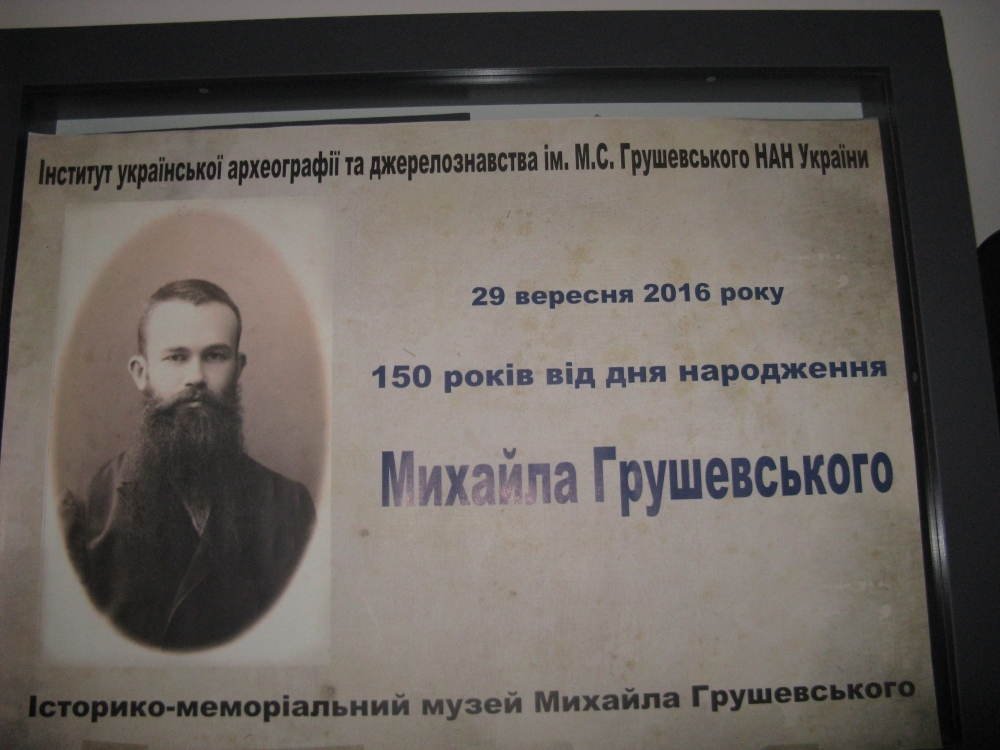 Інститут української археографії та джерелознавства ім. М.С. Грушевського НАН України
29 вересня 2016 року
150 років від дня народження
Михайла Грушевського
Історико-меморіальний музей Михайла Грушевського